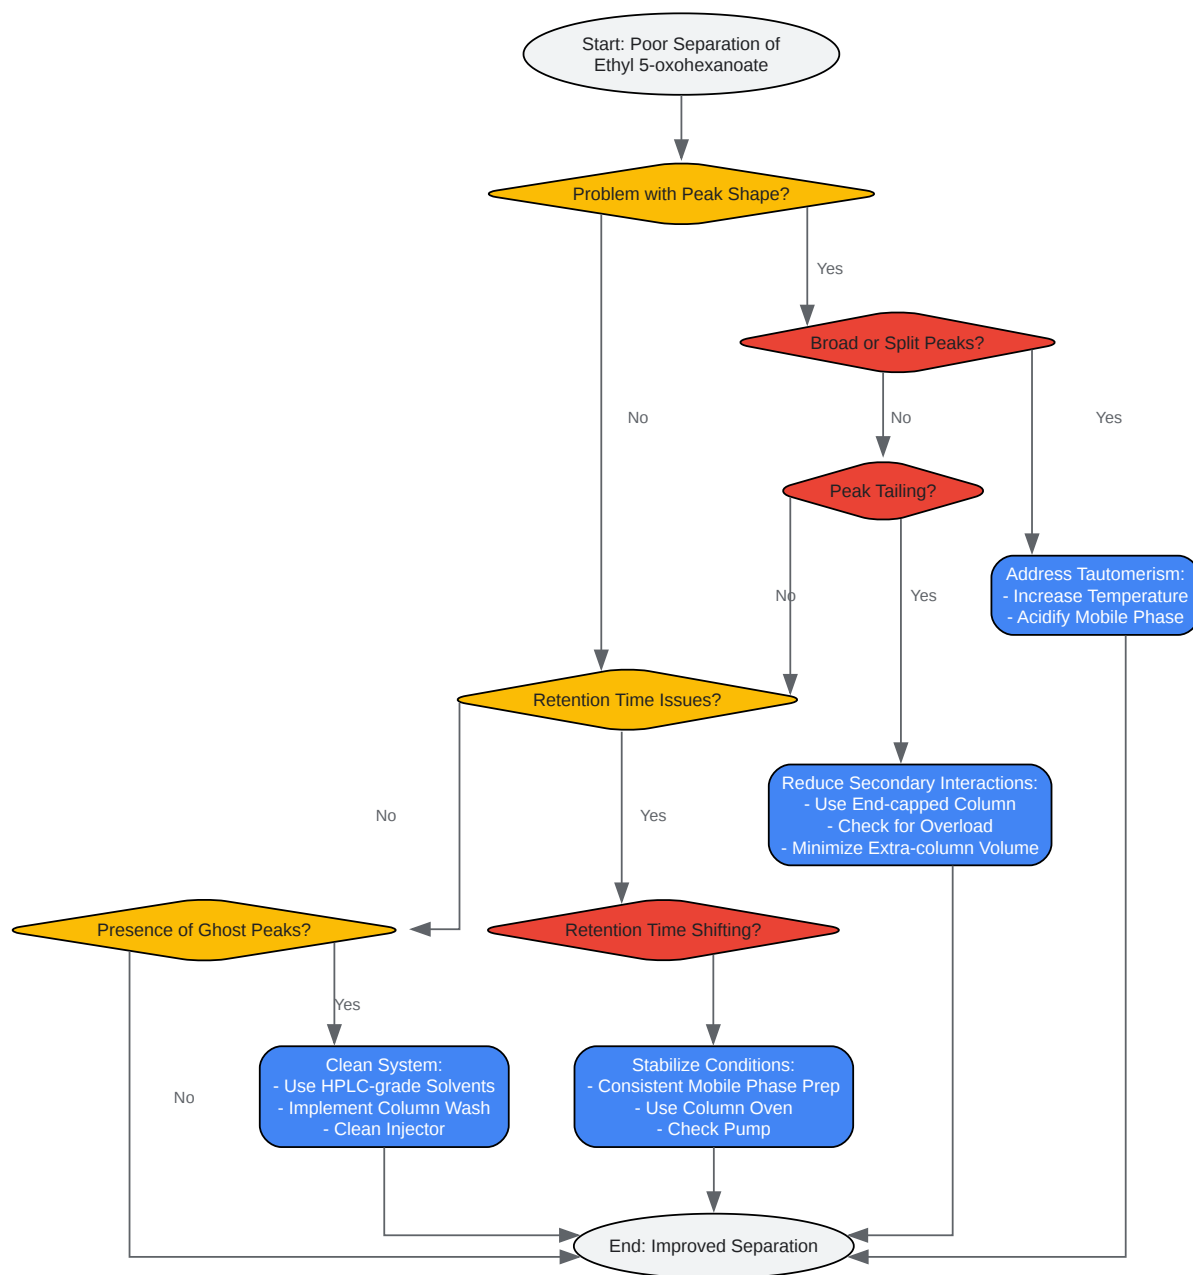 Start: Poor Separation of
Ethyl 5-oxohexanoate
Problem with Peak Shape?
Yes
Broad or Split Peaks?
No
No
Yes
Peak Tailing?
Address Tautomerism:
- Increase Temperature
- Acidify Mobile Phase
No
Yes
Retention Time Issues?
Reduce Secondary Interactions:
- Use End-capped Column
- Check for Overload
- Minimize Extra-column Volume
No
Yes
Presence of Ghost Peaks?
Retention Time Shifting?
Yes
Clean System:
- Use HPLC-grade Solvents
- Implement Column Wash
- Clean Injector
Stabilize Conditions:
- Consistent Mobile Phase Prep
- Use Column Oven
- Check Pump
No
End: Improved Separation